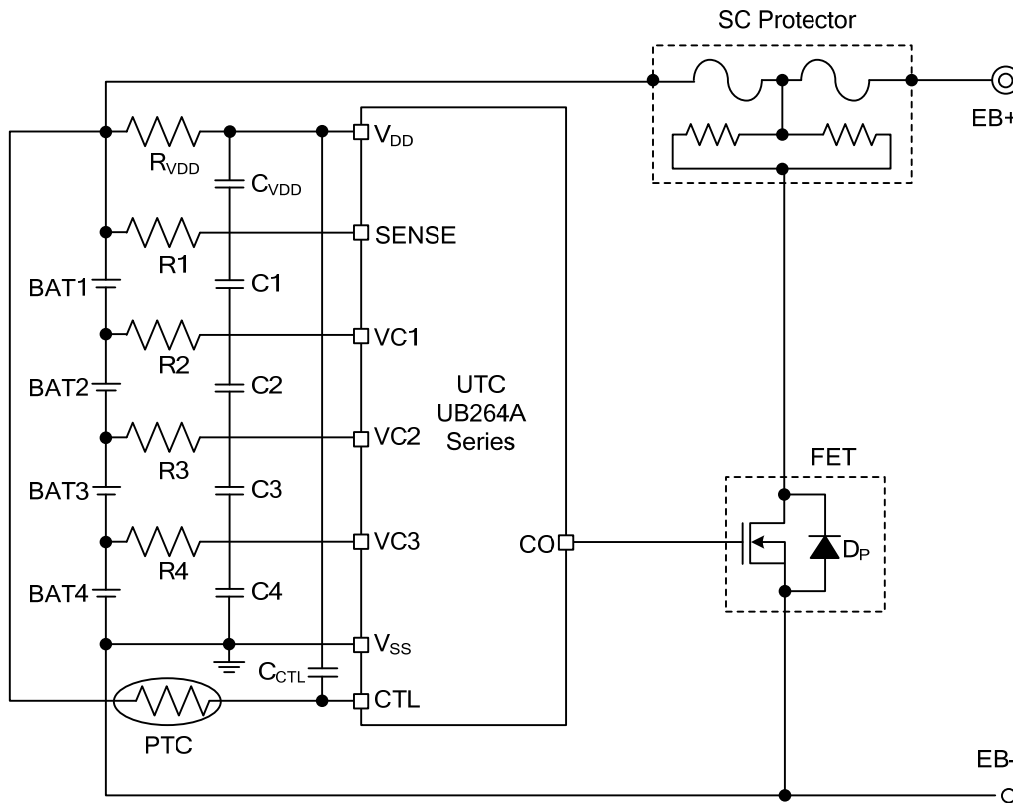 SC Protector
EB+
VDD
RVDD
CVDD
SENSE
R1
BAT1
C1
VC1
R2
BAT2
C2
UTC
UB264A
Series
VC2
R3
BAT3
C3
FET
VC3
R4
CO
DP
BAT4
C4
VSS
CCTL
CTL
PTC
EB-